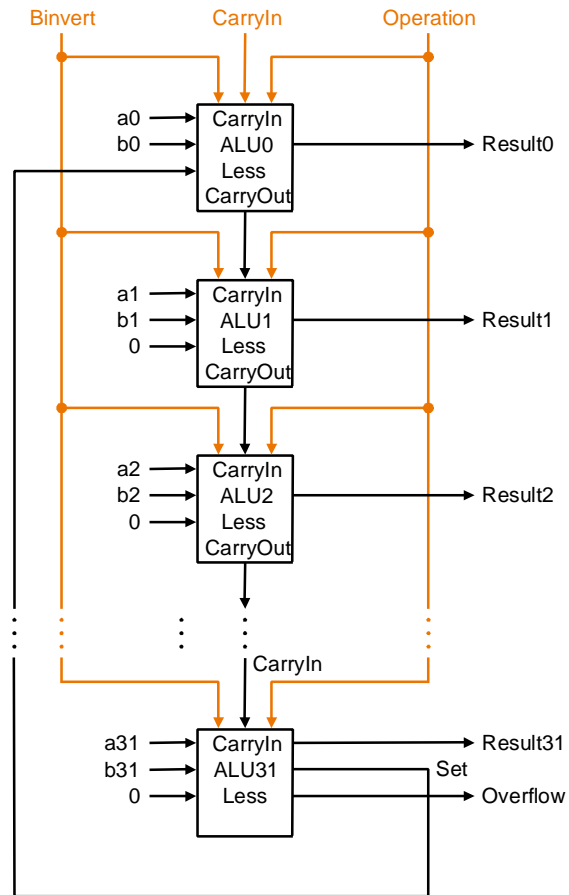 Binvert CarryIn Operation
a0 CarryIn
b0 ALU0 Result0
Less
CarryOut
a1 CarryIn
b1 ALU1 Result1
0 Less
CarryOut
a2 CarryIn
b2 ALU2 Result2
0 Less
CarryOut
CarryIn
a31 CarryIn Result31
b31 ALU31 Set
0 Less Overflow